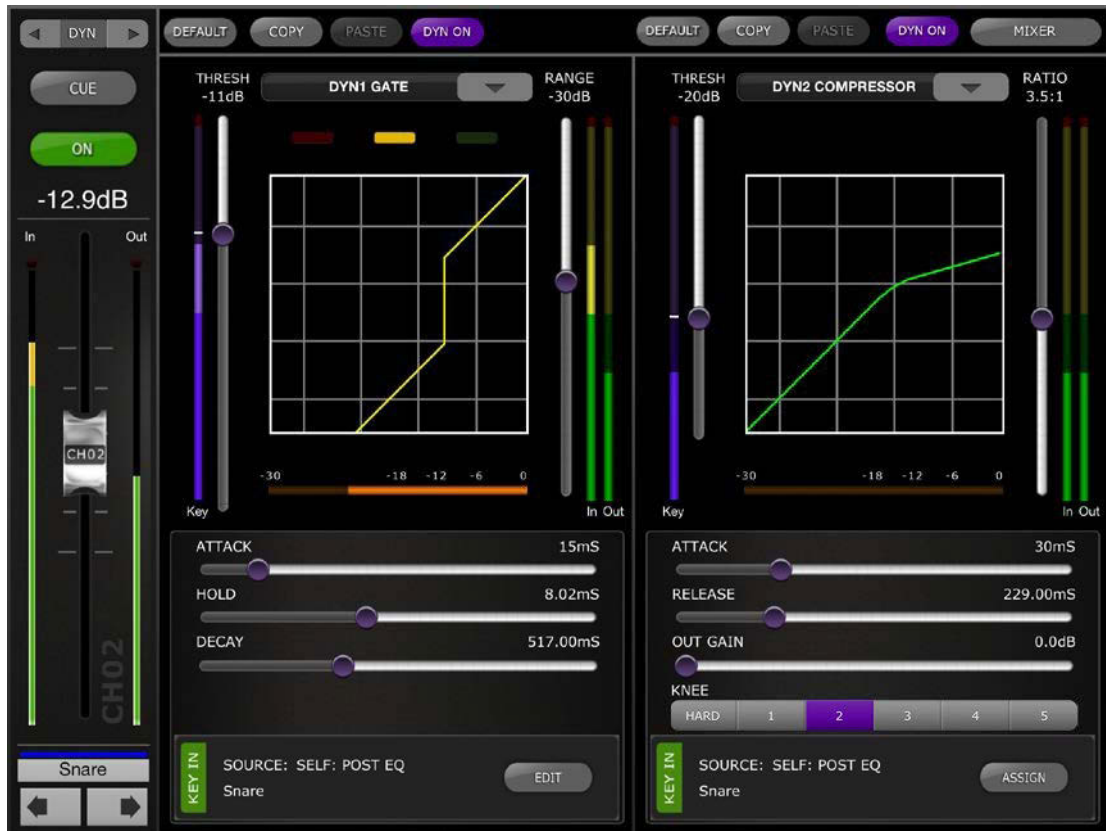 DYN
CUE
ON
-12.9dB
In
Out
CH02
CH02
Snare
DEFAULT
COPY
PASTE
DYN ON
THRESH
-11dB
DYN1 GATE
RANGE
-30dB
-30 -18 -12 -6 0
Key
In Out
ATTACK 15mS
HOLD 8.02mS
DECAY 517.00mS
KEY IN
SOURCE: SELF: POST EQ
Snare
EDIT
DEFAULT
COPY
PASTE
DYN ON
MIXER
THRESH
-20dB
DYN2 COMPRESSOR
RATIO
3.5:1
-30 -18 -12 -6 0
Key
In Out
ATTACK 30mS
RELEASE 229.00mS
OUT GAIN 0.0dB
KNEE
HARD 1 2 3 4 5
KEY IN
SOURCE: SELF: POST EQ
Snare
ASSIGN